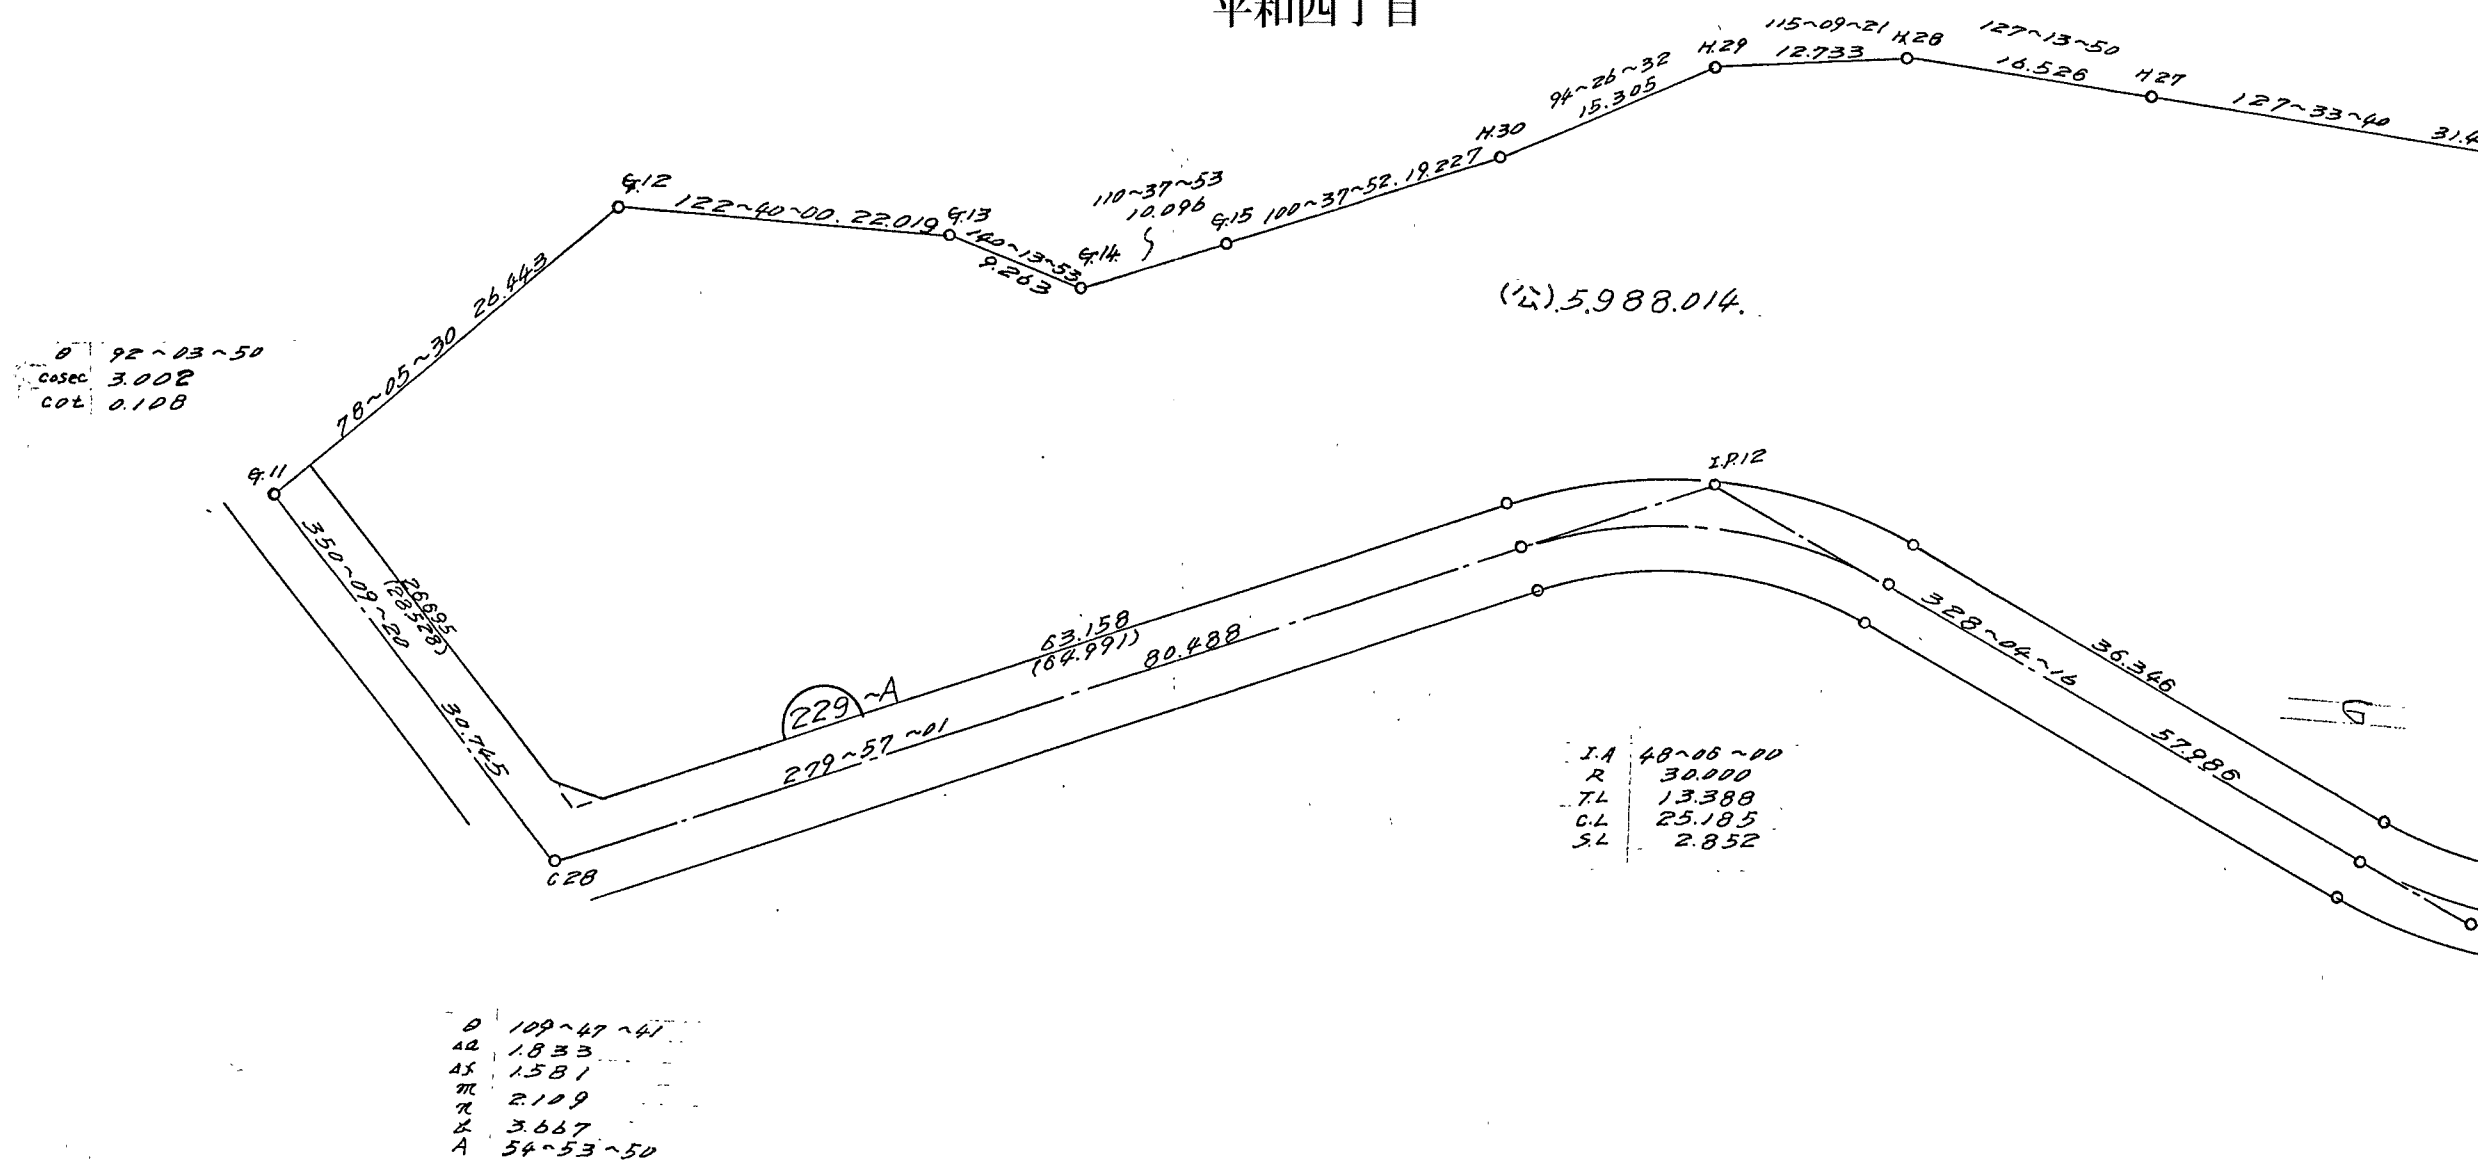 平和四丁目
115~09~21
H.29
12.733
H.28
127~13~50
16.526
H27
127~33~40
31.4
94~26~32
15.305
H.30
G.12
122~40~00. 22.019
G.13
140~13~53
9.263
G.14
110~37~53
10.096
G.15
100~37~52. 19.227
(公).5.988.014.
78~05~30 26.443
θ 92~03~50
cosec 3.002
cot 0.108
G.11
350~09~20
30.745
26.695
(28.528)
C28
229~A
63.158
(64.991)
80.488
279~57~01
I.P.12
328~04~16
36.346
57.986
G
I.A 48~06~00
R 30.000
T.L 13.388
C.L 25.185
S.L 2.852
θ 109~47~41
1.833
1.581
m
n 2.109
3.667
A 54~53~50